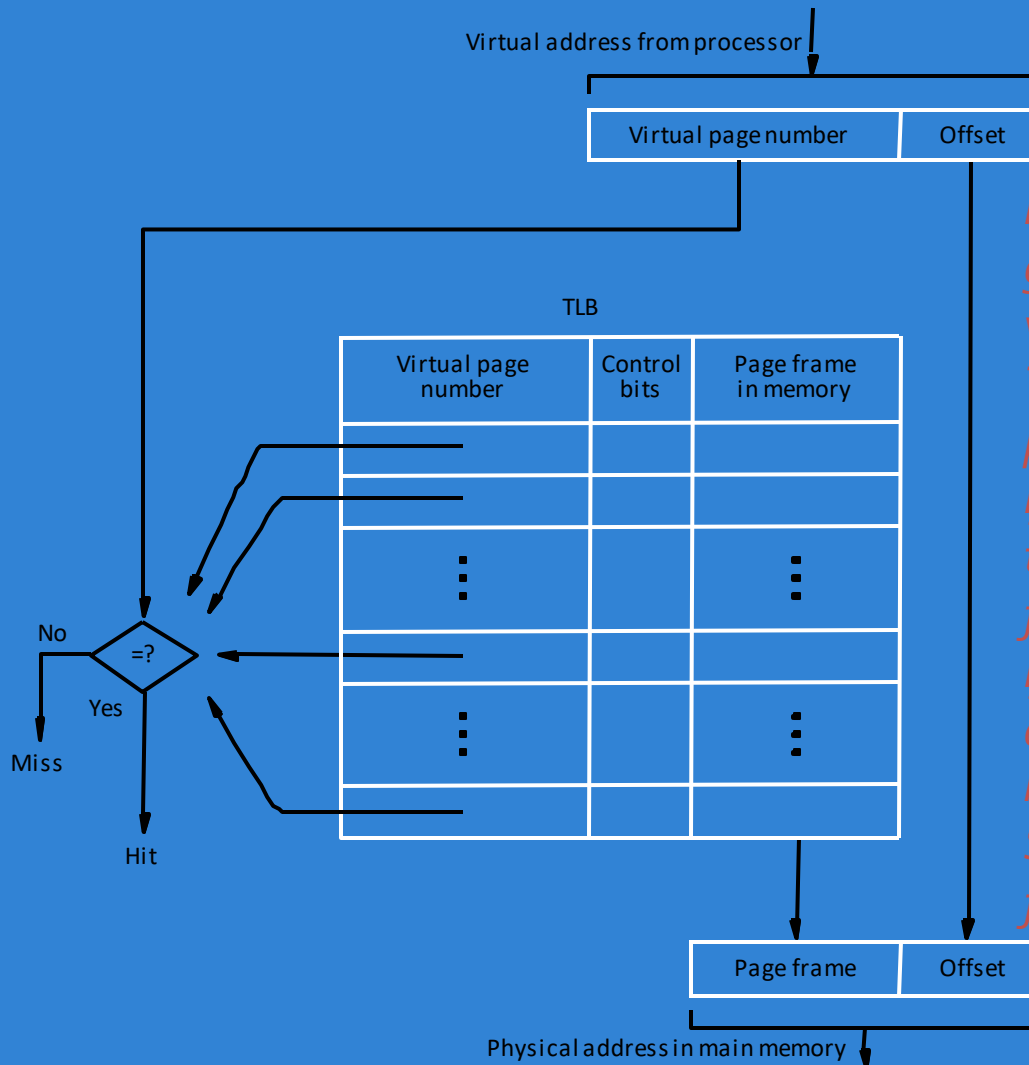 Virtual address from processor
Virtual page number Offset
TLB
Virtual page number
Control bits
Page frame in memory
No
=?
Yes
Miss
Hit
Page frame Offset
Physical address in main memory